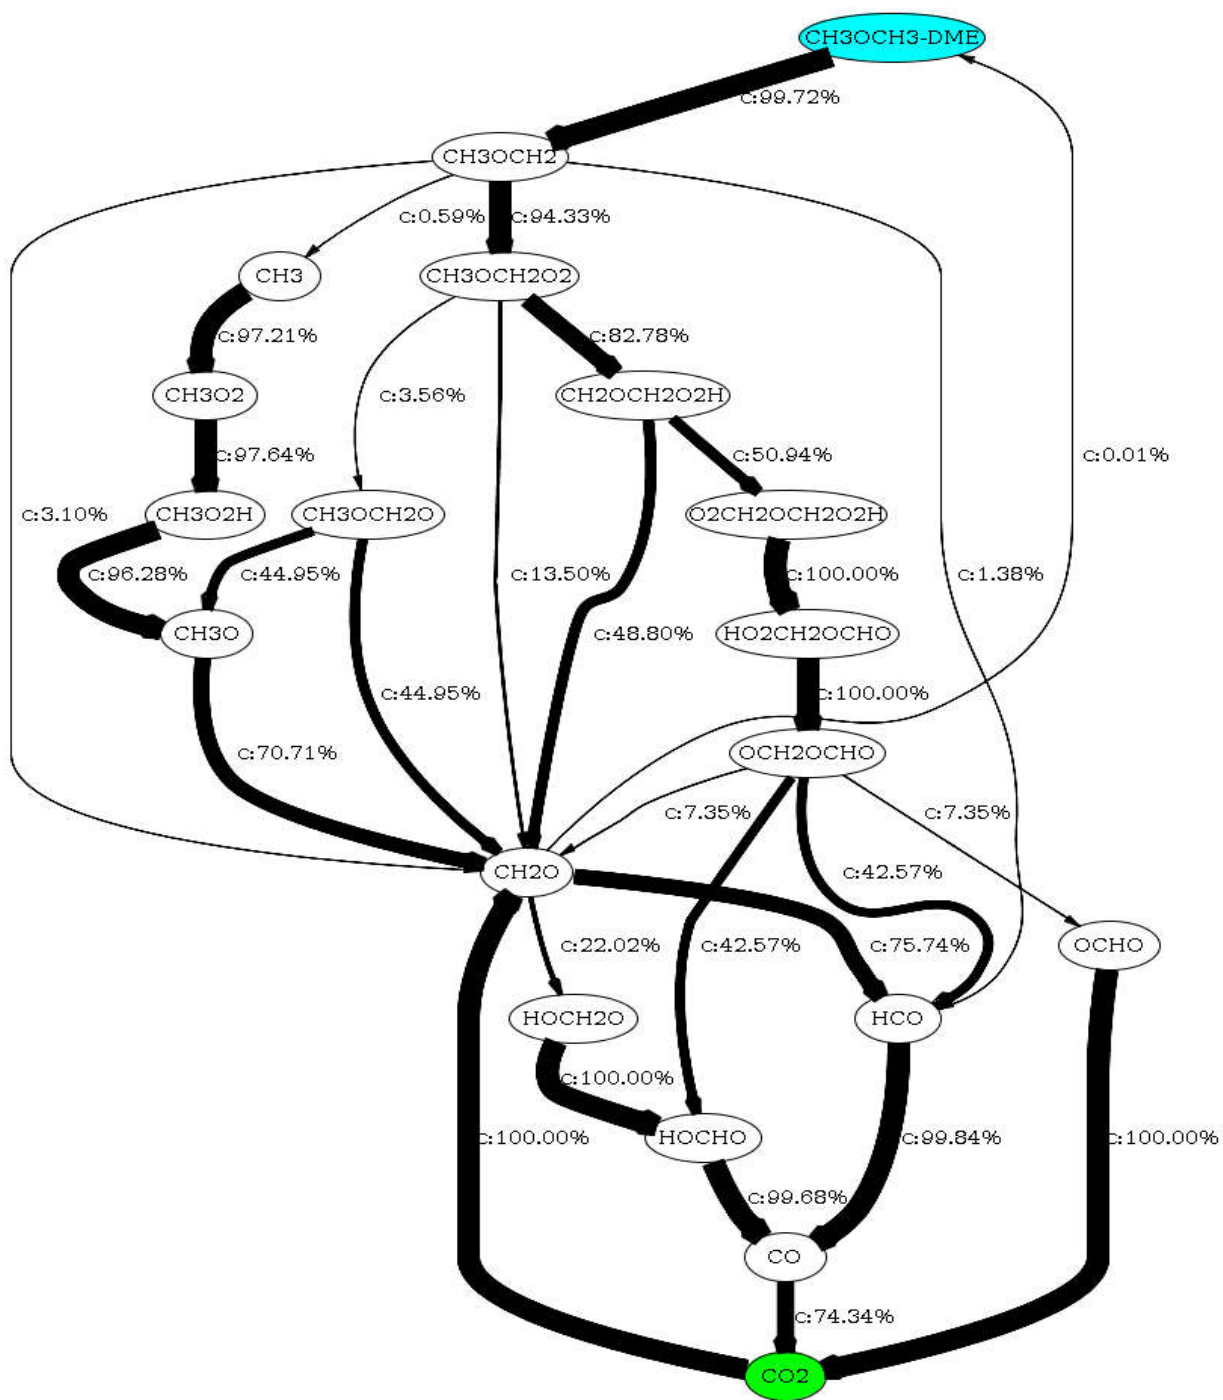 CH3OCH3-DME
c:99.72%
CH3OCH2
c:0.59%
c:94.33%
CH3
CH3OCH2O2
c:97.21%
c:82.78%
CH3O2
c:3.56%
CH2OCH2O2H
c:97.64%
c:50.94%
c:0.01%
c:3.10%
CH3O2H
CH3OCH2O
O2CH2OCH2O2H
c:96.28%
c:44.95%
c:13.50%
c:100.00%
c:1.38%
CH3O
c:48.80%
HO2CH2OCHO
c:44.95%
c:100.00%
c:70.71%
OCH2OCHO
c:7.35%
c:7.35%
CH2O
c:42.57%
c:22.02%
c:42.57%
c:75.74%
OCHO
HOCH2O
HCO
c:100.00%
c:100.00%
HOCHO
c:99.84%
c:100.00%
c:99.68%
CO
c:74.34%
CO2